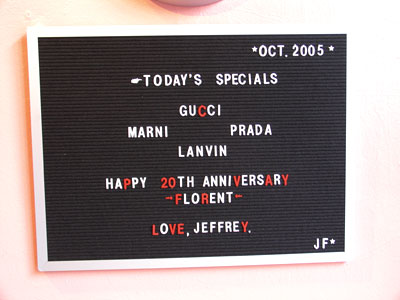 *OCT. 2005*
☛TODAY'S SPECIALS
GUCCI
MARNI PRADA
LANVIN
HAPPY 20TH ANNIVERSARY
→FLORENT←
LOVE, JEFFREY.
JF*